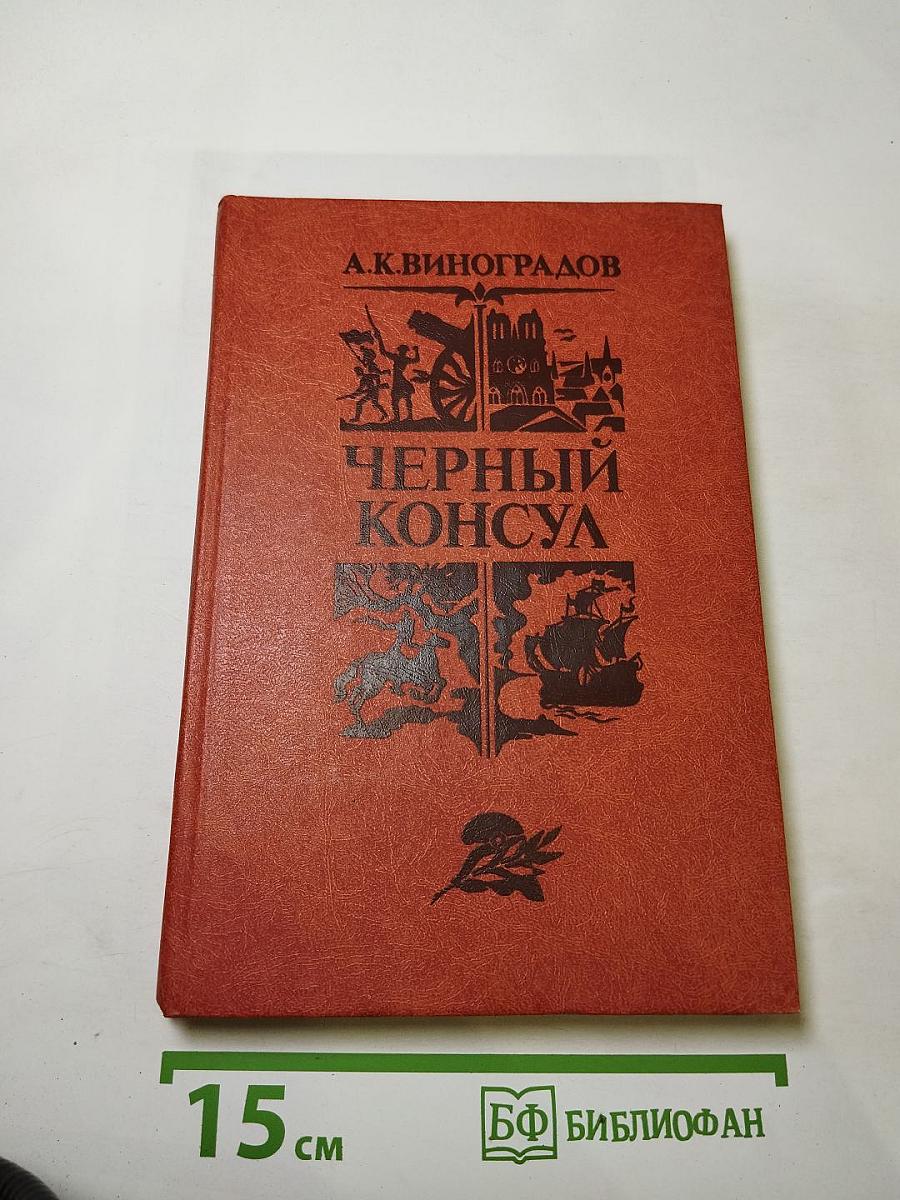 А.К.ВИНОГРАДОВ
ЧЕРНЫЙ
КОНСУЛ
15 см
БФ БИБЛИОФАН